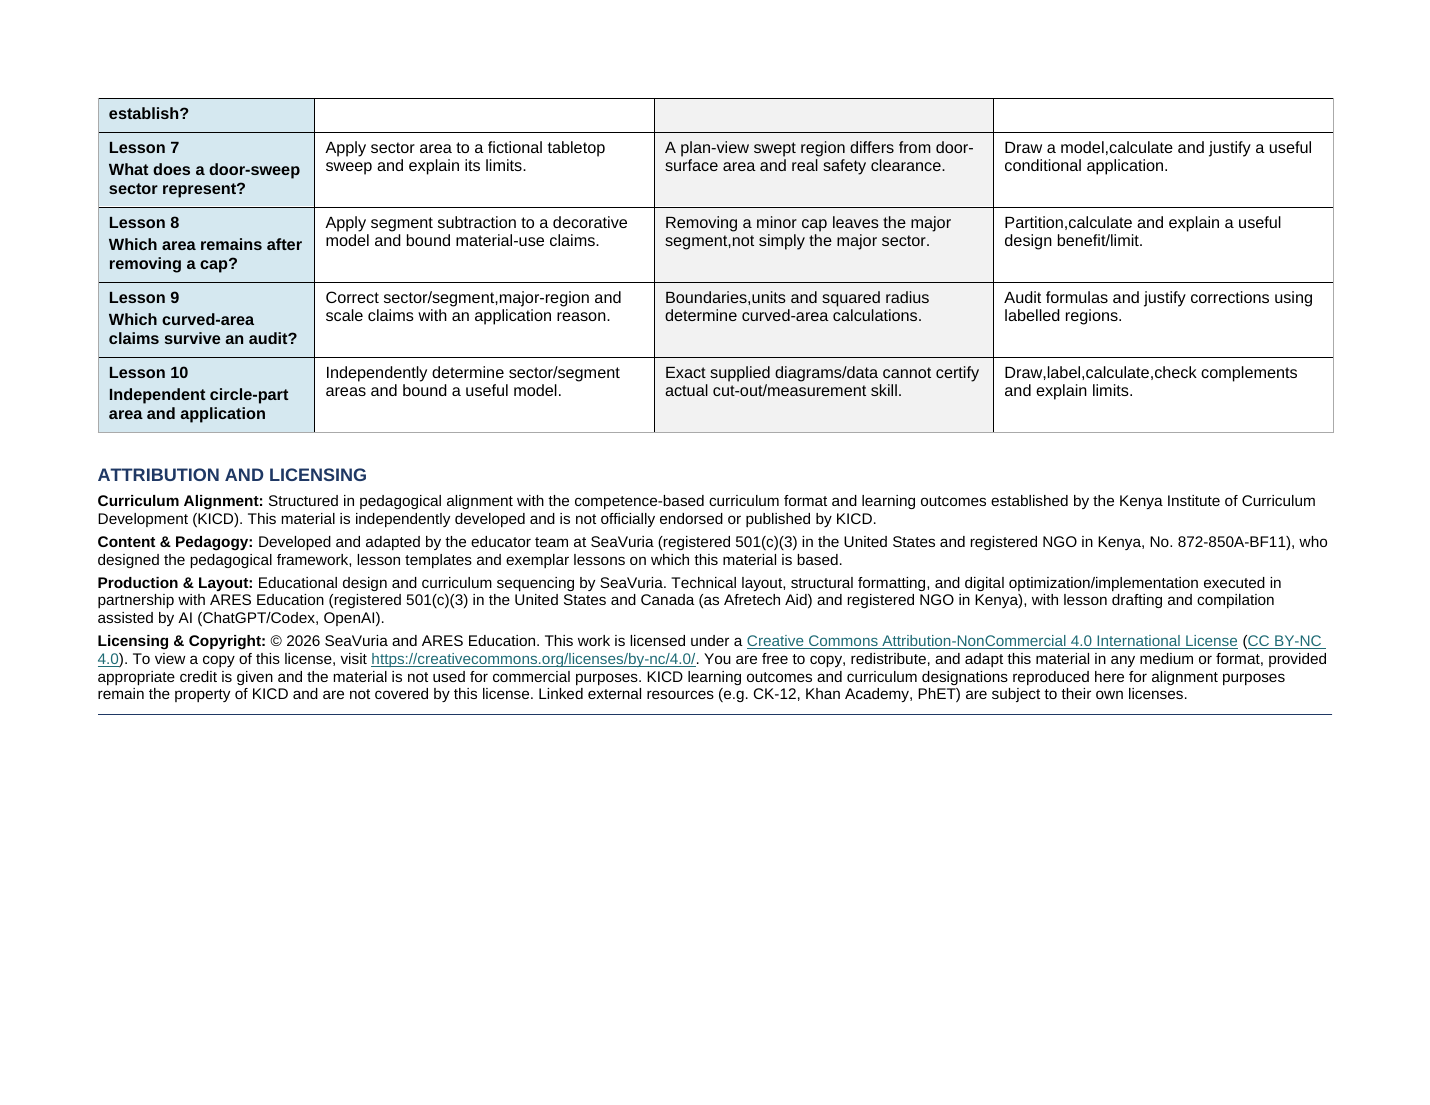 establish?
Lesson 7
What does a door-sweep
sector represent?
Apply sector area to a fictional tabletop
sweep and explain its limits.
A plan-view swept region differs from door-
surface area and real safety clearance.
Draw a model,calculate and justify a useful
conditional application.
Lesson 8
Which area remains after
removing a cap?
Apply segment subtraction to a decorative
model and bound material-use claims.
Removing a minor cap leaves the major
segment,not simply the major sector.
Partition,calculate and explain a useful
design benefit/limit.
Lesson 9
Which curved-area
claims survive an audit?
Correct sector/segment,major-region and
scale claims with an application reason.
Boundaries,units and squared radius
determine curved-area calculations.
Audit formulas and justify corrections using
labelled regions.
Lesson 10
Independent circle-part
area and application
Independently determine sector/segment
areas and bound a useful model.
Exact supplied diagrams/data cannot certify
actual cut-out/measurement skill.
Draw,label,calculate,check complements
and explain limits.
ATTRIBUTION AND LICENSING
Curriculum Alignment: Structured in pedagogical alignment with the competence-based curriculum format and learning outcomes established by the Kenya Institute of Curriculum
Development (KICD). This material is independently developed and is not officially endorsed or published by KICD.
Content & Pedagogy: Developed and adapted by the educator team at SeaVuria (registered 501(c)(3) in the United States and registered NGO in Kenya, No. 872-850A-BF11), who
designed the pedagogical framework, lesson templates and exemplar lessons on which this material is based.
Production & Layout: Educational design and curriculum sequencing by SeaVuria. Technical layout, structural formatting, and digital optimization/implementation executed in
partnership with ARES Education (registered 501(c)(3) in the United States and Canada (as Afretech Aid) and registered NGO in Kenya), with lesson drafting and compilation
assisted by AI (ChatGPT/Codex, OpenAI).
Licensing & Copyright: © 2026 SeaVuria and ARES Education. This work is licensed under a Creative Commons Attribution-NonCommercial 4.0 International License (CC BY-NC
4.0). To view a copy of this license, visit https://creativecommons.org/licenses/by-nc/4.0/. You are free to copy, redistribute, and adapt this material in any medium or format, provided
appropriate credit is given and the material is not used for commercial purposes. KICD learning outcomes and curriculum designations reproduced here for alignment purposes
remain the property of KICD and are not covered by this license. Linked external resources (e.g. CK-12, Khan Academy, PhET) are subject to their own licenses.